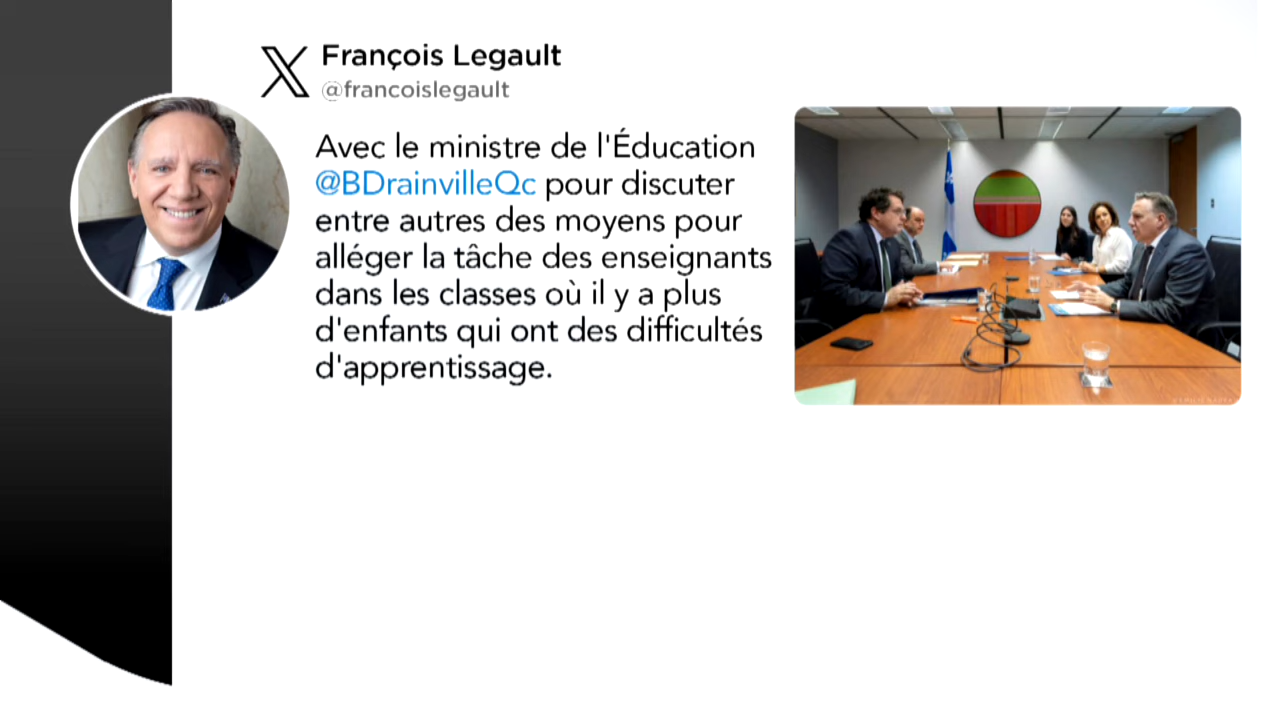 François Legault
@francoislegault
Avec le ministre de l'Éducation
@BDrainvilleQc pour discuter
entre autres des moyens pour
alléger la tâche des enseignants
dans les classes où il y a plus
d'enfants qui ont des difficultés
d'apprentissage.